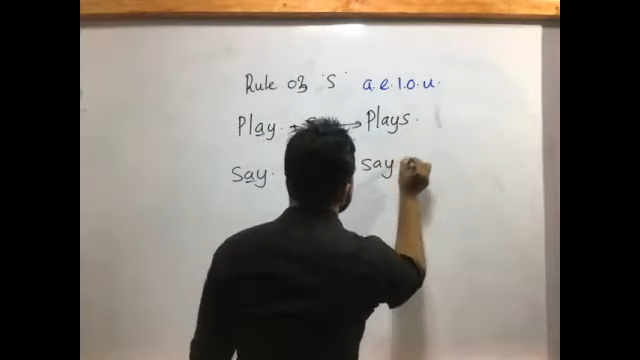 Rule of 'S' a.e.i.o.u.
Play. + S → Plays.
Say. Say